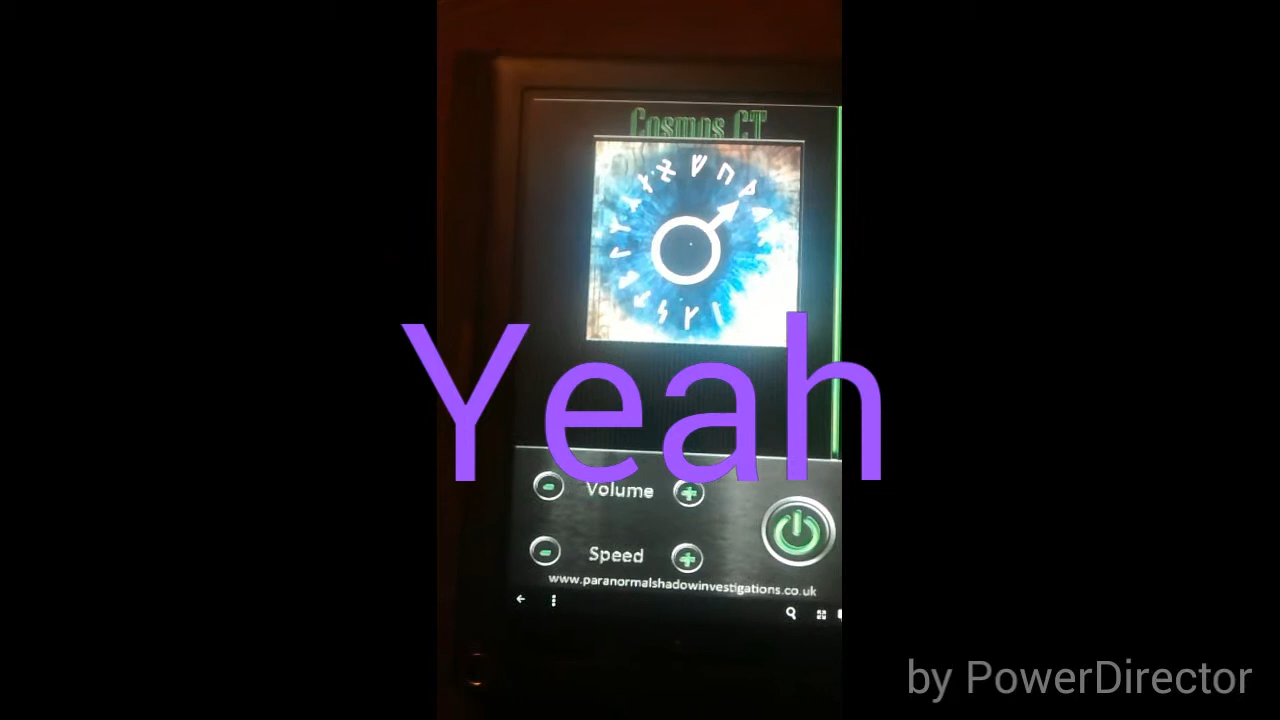 Cosmos CT
Yeah
- Volume +
- Speed +
www.paranormalshadowinvestigations.co.uk
by PowerDirector